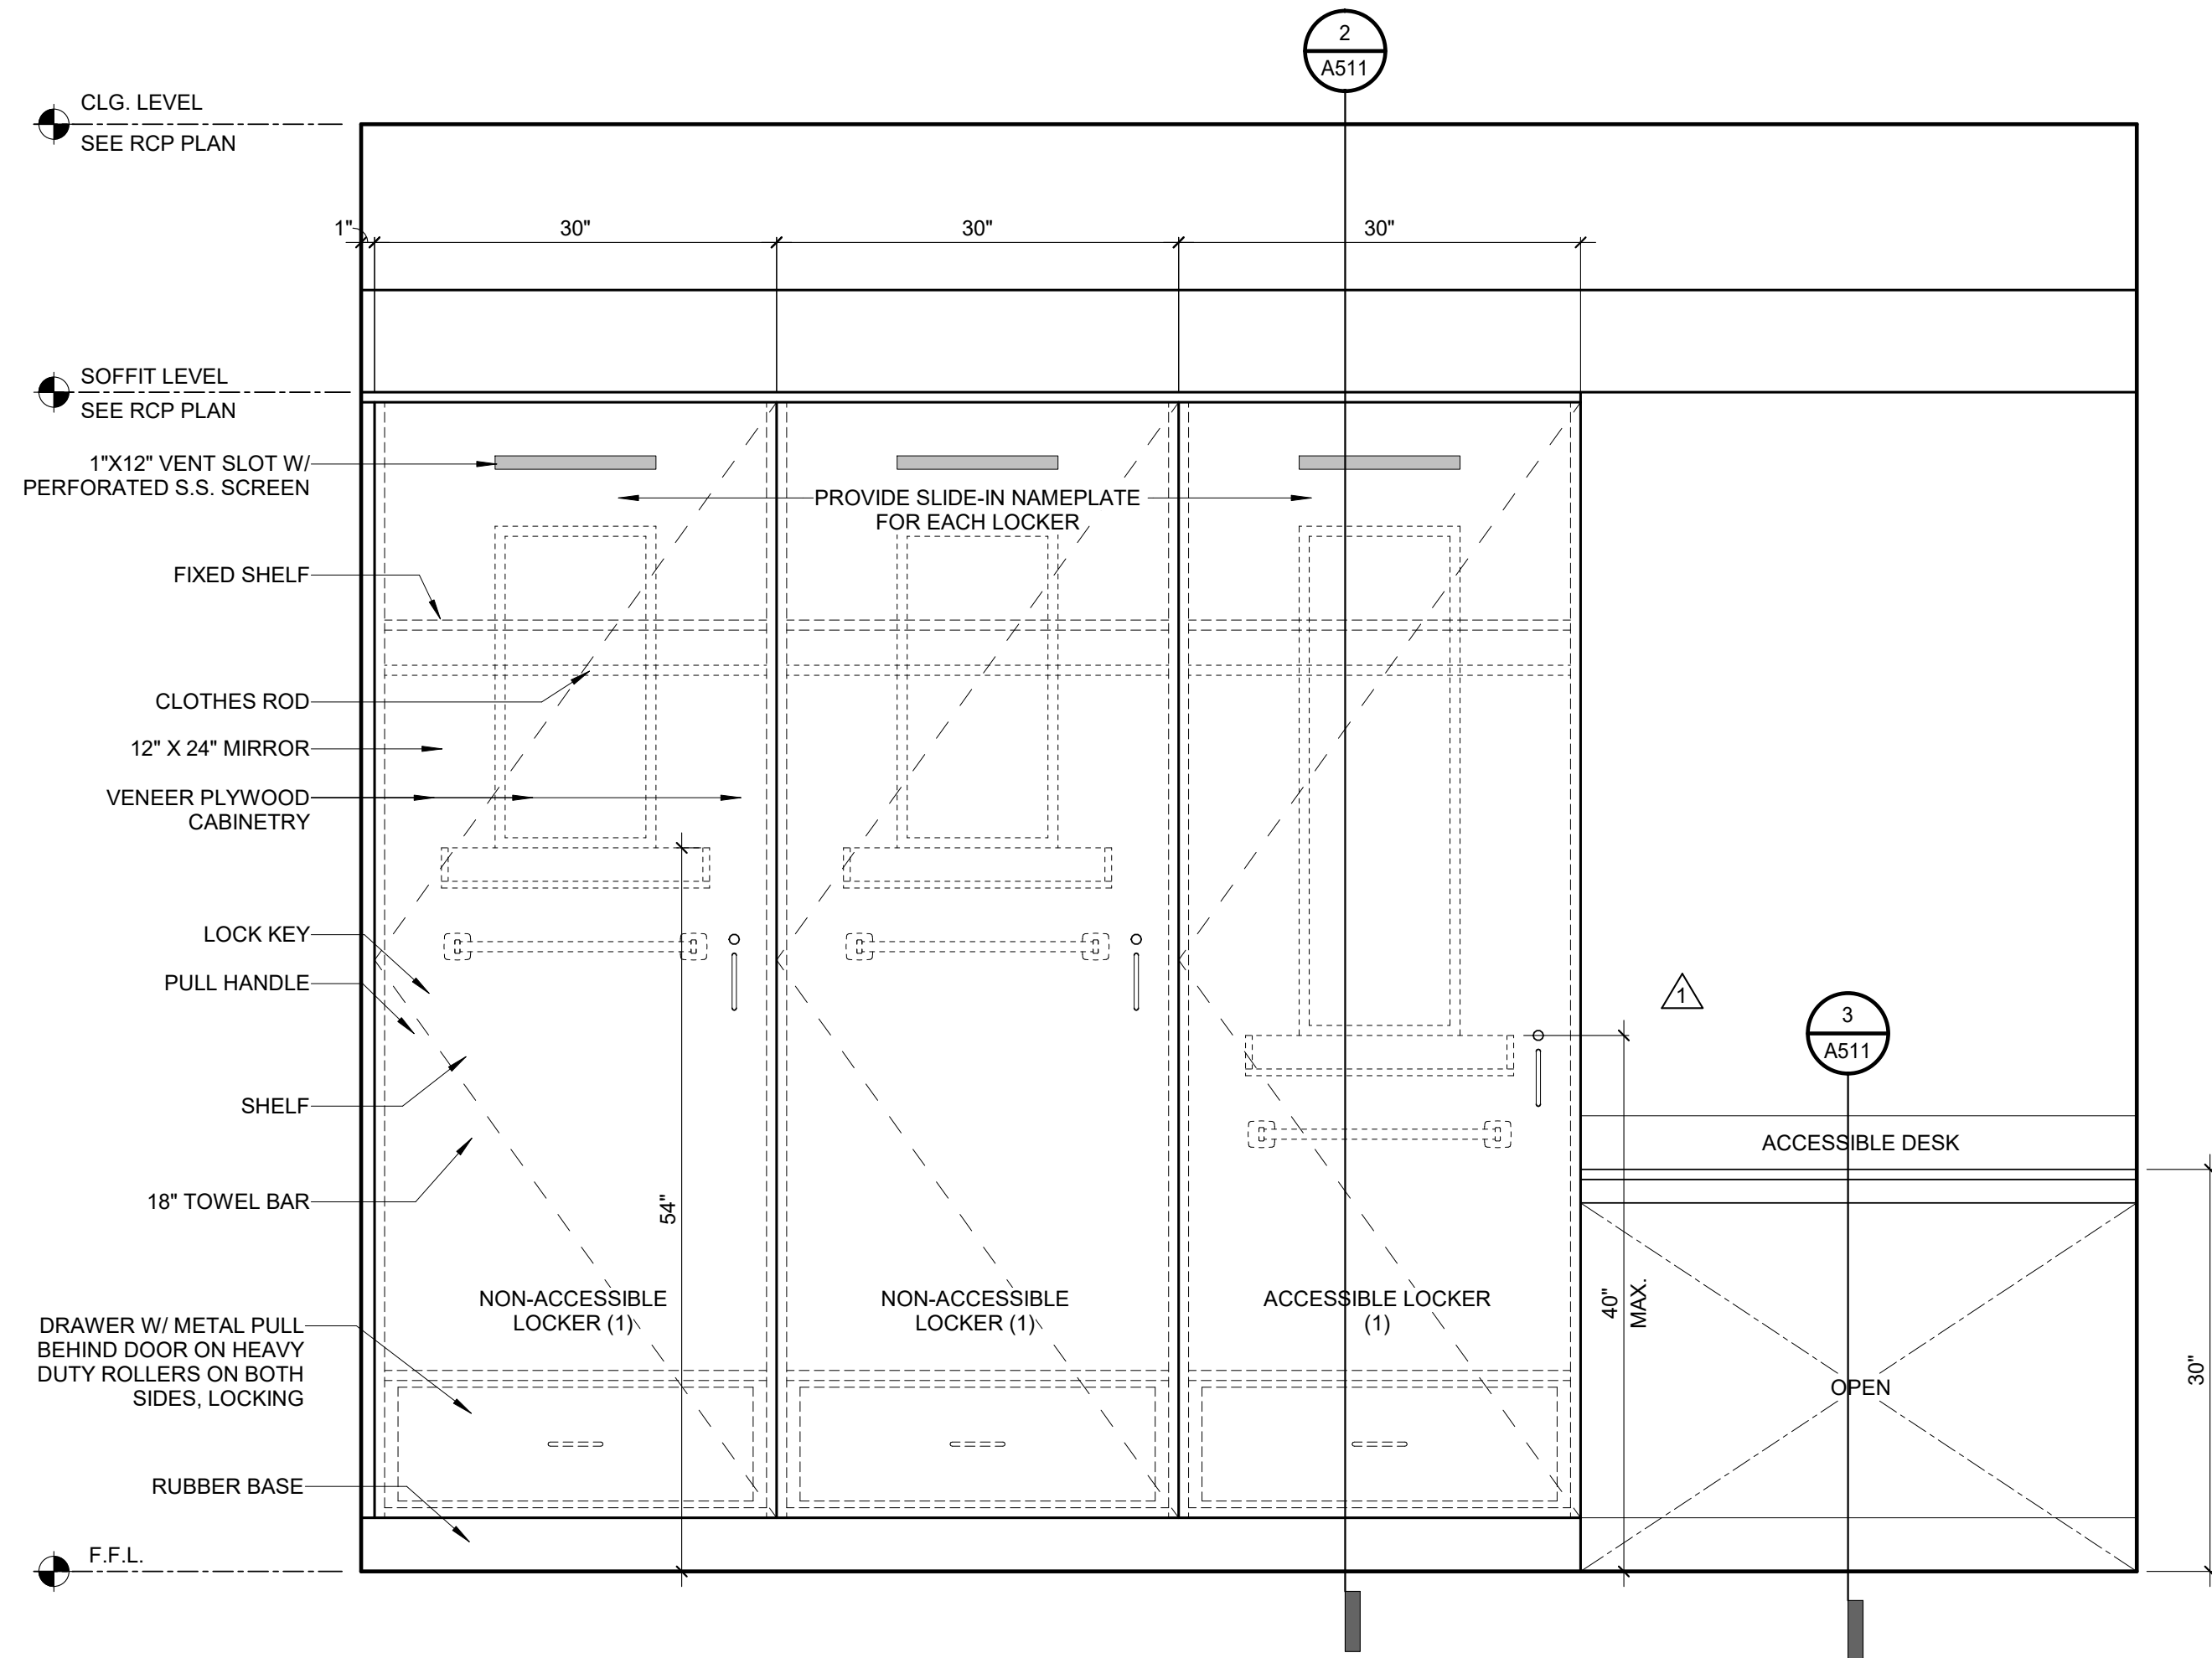 2
A511
CLG. LEVEL
SEE RCP PLAN
1"
30"
30"
30"
SOFFIT LEVEL
SEE RCP PLAN
1"X12" VENT SLOT W/
PERFORATED S.S. SCREEN
PROVIDE SLIDE-IN NAMEPLATE
FOR EACH LOCKER
FIXED SHELF
CLOTHES ROD
12" X 24" MIRROR
VENEER PLYWOOD
CABINETRY
LOCK KEY
PULL HANDLE
1
3
A511
SHELF
ACCESSIBLE DESK
18" TOWEL BAR
54"
NON-ACCESSIBLE
LOCKER (1)
NON-ACCESSIBLE
LOCKER (1)
ACCESSIBLE LOCKER
(1)
40"
MAX.
DRAWER W/ METAL PULL
BEHIND DOOR ON HEAVY
DUTY ROLLERS ON BOTH
SIDES, LOCKING
OPEN
30"
RUBBER BASE
F.F.L.